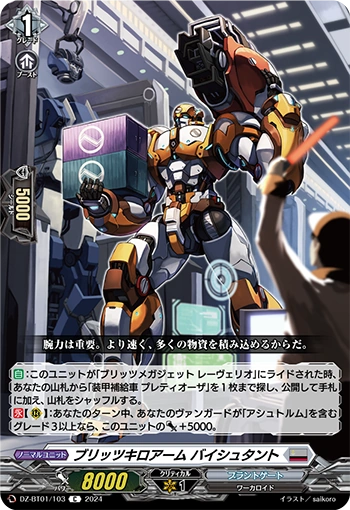 1
グレード
ブースト
5000
シールド
腕力は重要。より速く、多くの物資を積み込めるからだ。
自:このユニットが「ブリッツメガジェット レーヴェリオ」にライドされた時、
あなたの山札から「装甲補給車 プレティオーザ」を1枚まで探し、公開して手札
に加え、山札をシャッフルする。
永【R】:あなたのターン中、あなたのヴァンガードが「アシュトルム」を含む
グレード3以上なら、このユニットの+5000。
ノーマルユニット
ブリッツキロアーム バイシュタント
パワー
8000
クリティカル
1
ブラントゲート
ワーカロイド
DZ-BT01/103 C 2024
イラスト/saikoro